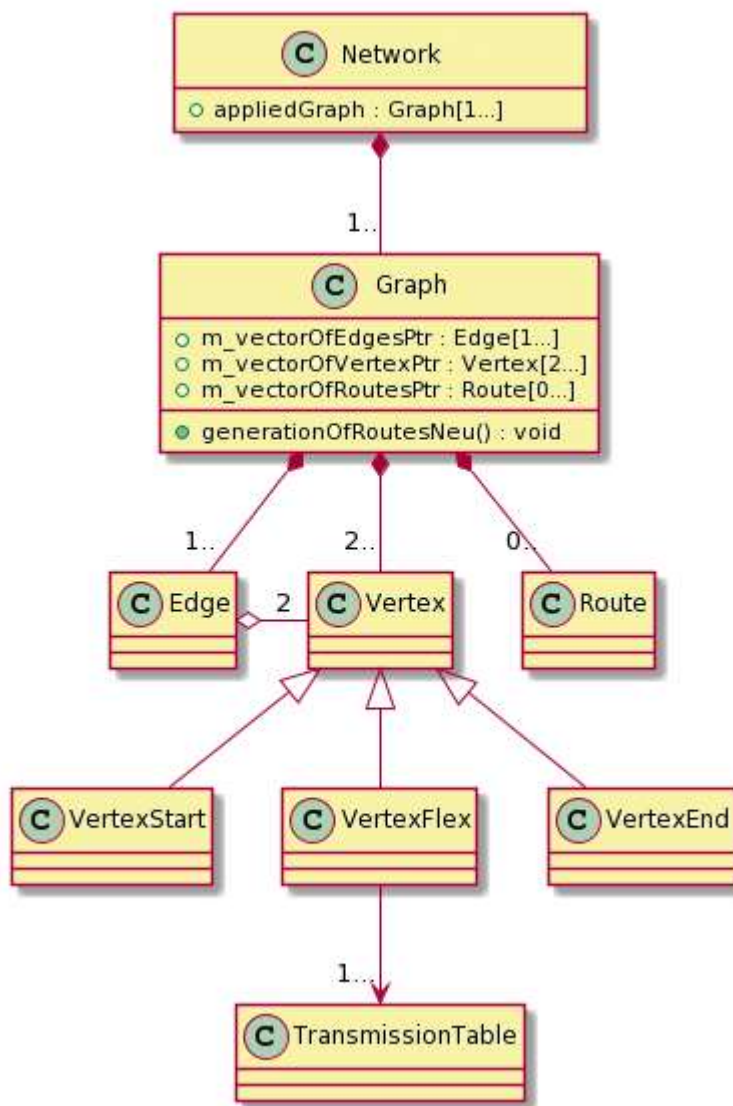 C Network
appliedGraph : Graph[1...]
1..
C Graph
m_vectorOfEdgesPtr : Edge[1...]
m_vectorOfVertexPtr : Vertex[2...]
m_vectorOfRoutesPtr : Route[0...]
generationOfRoutesNeu() : void
1.. 2.. 0..
C Edge 2 C Vertex C Route
C VertexStart C VertexFlex C VertexEnd
1...
C TransmissionTable